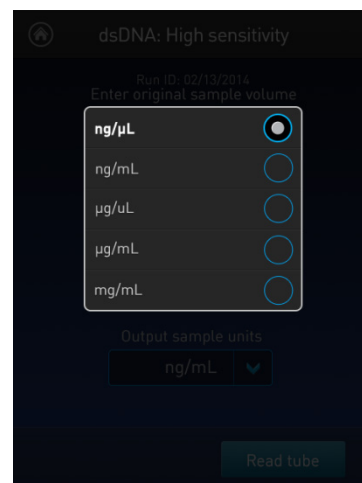 dsDNA: High sensitivity
Run ID: 02/13/2014
Enter original sample volume
ng/µL
ng/mL
µg/uL
µg/mL
mg/mL
Output sample units
ng/mL
Read tube